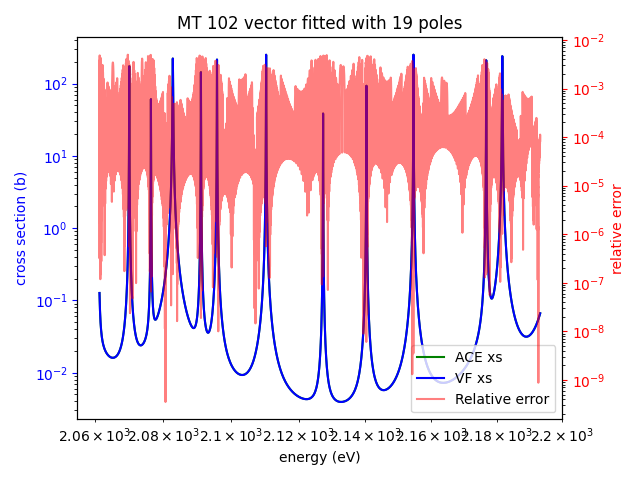 MT 102 vector fitted with 19 poles
cross section (b)
10²
10¹
10⁰
10⁻¹
10⁻²
10⁻²
10⁻³
10⁻⁴
10⁻⁵
10⁻⁶
10⁻⁷
10⁻⁸
10⁻⁹
relative error
ACE xs
VF xs
Relative error
2.06 × 10³ 2.08 × 10³ 2.1 × 10³ 2.12 × 10³ 2.14 × 10³ 2.16 × 10³ 2.18 × 10³ 2.2 × 10³
energy (eV)